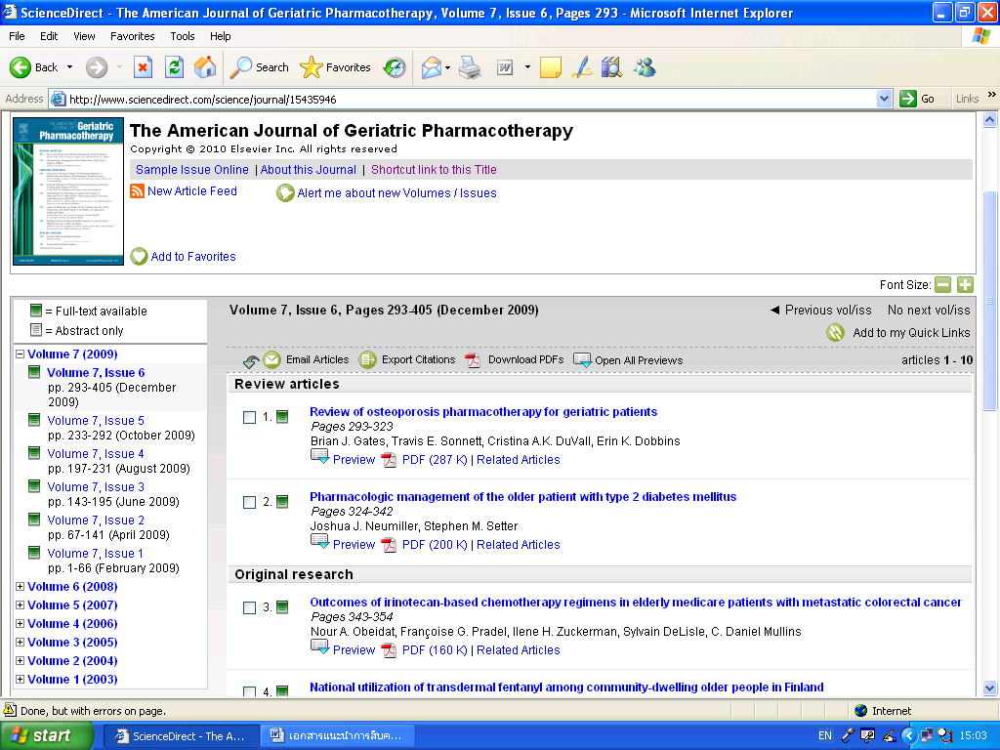 ScienceDirect - The American Journal of Geriatric Pharmacotherapy, Volume 7, Issue 6, Pages 293 - Microsoft Internet Explorer
File Edit View Favorites Tools Help
Back Search Favorites
Address http://www.sciencedirect.com/science/journal/15435946 Go Links »
Geriatric
Pharmacotherapy
The American Journal of Geriatric Pharmacotherapy
Copyright © 2010 Elsevier Inc. All rights reserved
Sample Issue Online | About this Journal | Shortcut link to this Title
New Article Feed Alert me about new Volumes / Issues
Add to Favorites
Font Size:
= Full-text available
= Abstract only
Volume 7 (2009)
Volume 7, Issue 6
pp. 293-405 (December
2009)
Volume 7, Issue 5
pp. 233-292 (October 2009)
Volume 7, Issue 4
pp. 197-231 (August 2009)
Volume 7, Issue 3
pp. 143-195 (June 2009)
Volume 7, Issue 2
pp. 67-141 (April 2009)
Volume 7, Issue 1
pp. 1-66 (February 2009)
Volume 6 (2008)
Volume 5 (2007)
Volume 4 (2006)
Volume 3 (2005)
Volume 2 (2004)
Volume 1 (2003)
Volume 7, Issue 6, Pages 293-405 (December 2009) Previous vol/iss No next vol/iss
Add to my Quick Links
Email Articles Export Citations Download PDFs Open All Previews articles 1 - 10
Review articles
1. Review of osteoporosis pharmacotherapy for geriatric patients
Pages 293-323
Brian J. Gates, Travis E. Sonnett, Cristina A.K. DuVall, Erin K. Dobbins
Preview PDF (287 K) | Related Articles
2. Pharmacologic management of the older patient with type 2 diabetes mellitus
Pages 324-342
Joshua J. Neumiller, Stephen M. Setter
Preview PDF (200 K) | Related Articles
Original research
3. Outcomes of irinotecan-based chemotherapy regimens in elderly medicare patients with metastatic colorectal cancer
Pages 343-354
Nour A. Obeidat, Françoise G. Pradel, Ilene H. Zuckerman, Sylvain DeLisle, C. Daniel Mullins
Preview PDF (160 K) | Related Articles
4. National utilization of transdermal fentanyl among community-dwelling older people in Finland
Done, but with errors on page. Internet
start ScienceDirect - The A... เอกสารแนะนำการสืบค... EN 15:03